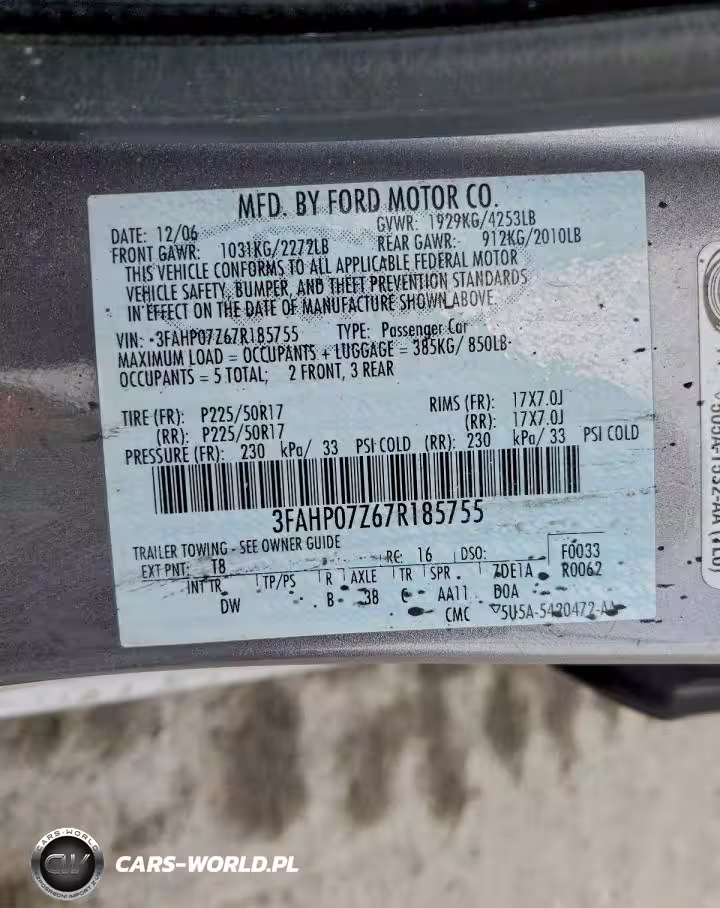 MFD. BY FORD MOTOR CO.
DATE: 12/06 GVWR: 1929KG/4253LB
FRONT GAWR: 1031KG/2272LB REAR GAWR: 912KG/2010LB
THIS VEHICLE CONFORMS TO ALL APPLICABLE FEDERAL MOTOR
VEHICLE SAFETY, BUMPER, AND THEFT PREVENTION STANDARDS
IN EFFECT ON THE DATE OF MANUFACTURE SHOWN ABOVE.
VIN: 3FAHP07Z67R185755 TYPE: Passenger Car
MAXIMUM LOAD = OCCUPANTS + LUGGAGE = 385KG/ 850LB
OCCUPANTS = 5 TOTAL; 2 FRONT, 3 REAR
TIRE (FR): P225/50R17 RIMS (FR): 17X7.0J
(RR): P225/50R17 (RR): 17X7.0J
PRESSURE (FR): 230 kPa/ 33 PSI COLD (RR): 230 kPa/ 33 PSI COLD
3FAHP07Z67R185755
TRAILER TOWING - SEE OWNER GUIDE
EXT PNT: T8 RC: 16 DSO: F0033
INT TR TP/PS R AXLE TR SPR 7DE1A R0062
DW B 38 AA11 BOA
CMC 5U5A-5420472-AA
CARS-WORLD
CW
CARS-WORLD.PL